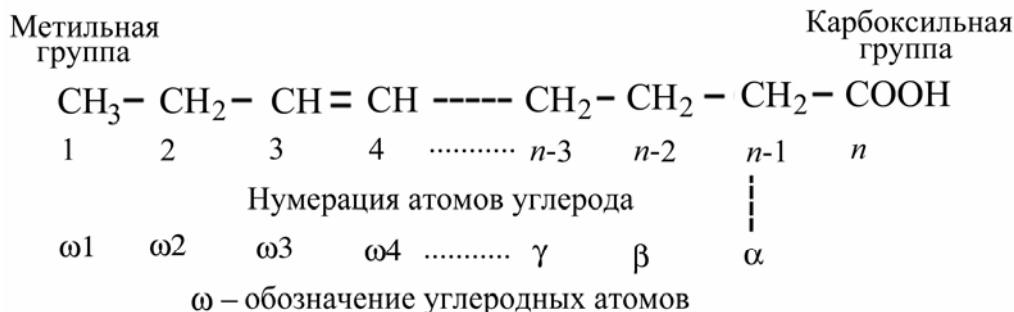 Метильная группа
Карбоксильная группа
CH₃– CH₂– CH = CH ----- CH₂– CH₂ – CH₂– COOH
1 2 3 4 ........... n-3 n-2 n-1 n
Нумерация атомов углерода
ω1 ω2 ω3 ω4 ........... γ β α
ω – обозначение углеродных атомов